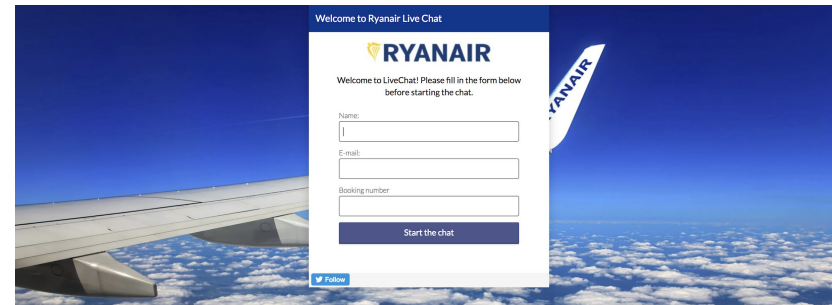 Welcome to Ryanair Live Chat
RYANAIR
Welcome to LiveChat! Please fill in the form below
before starting the chat.
Name:
E-mail:
Booking number
Start the chat
Follow
RYANAIR